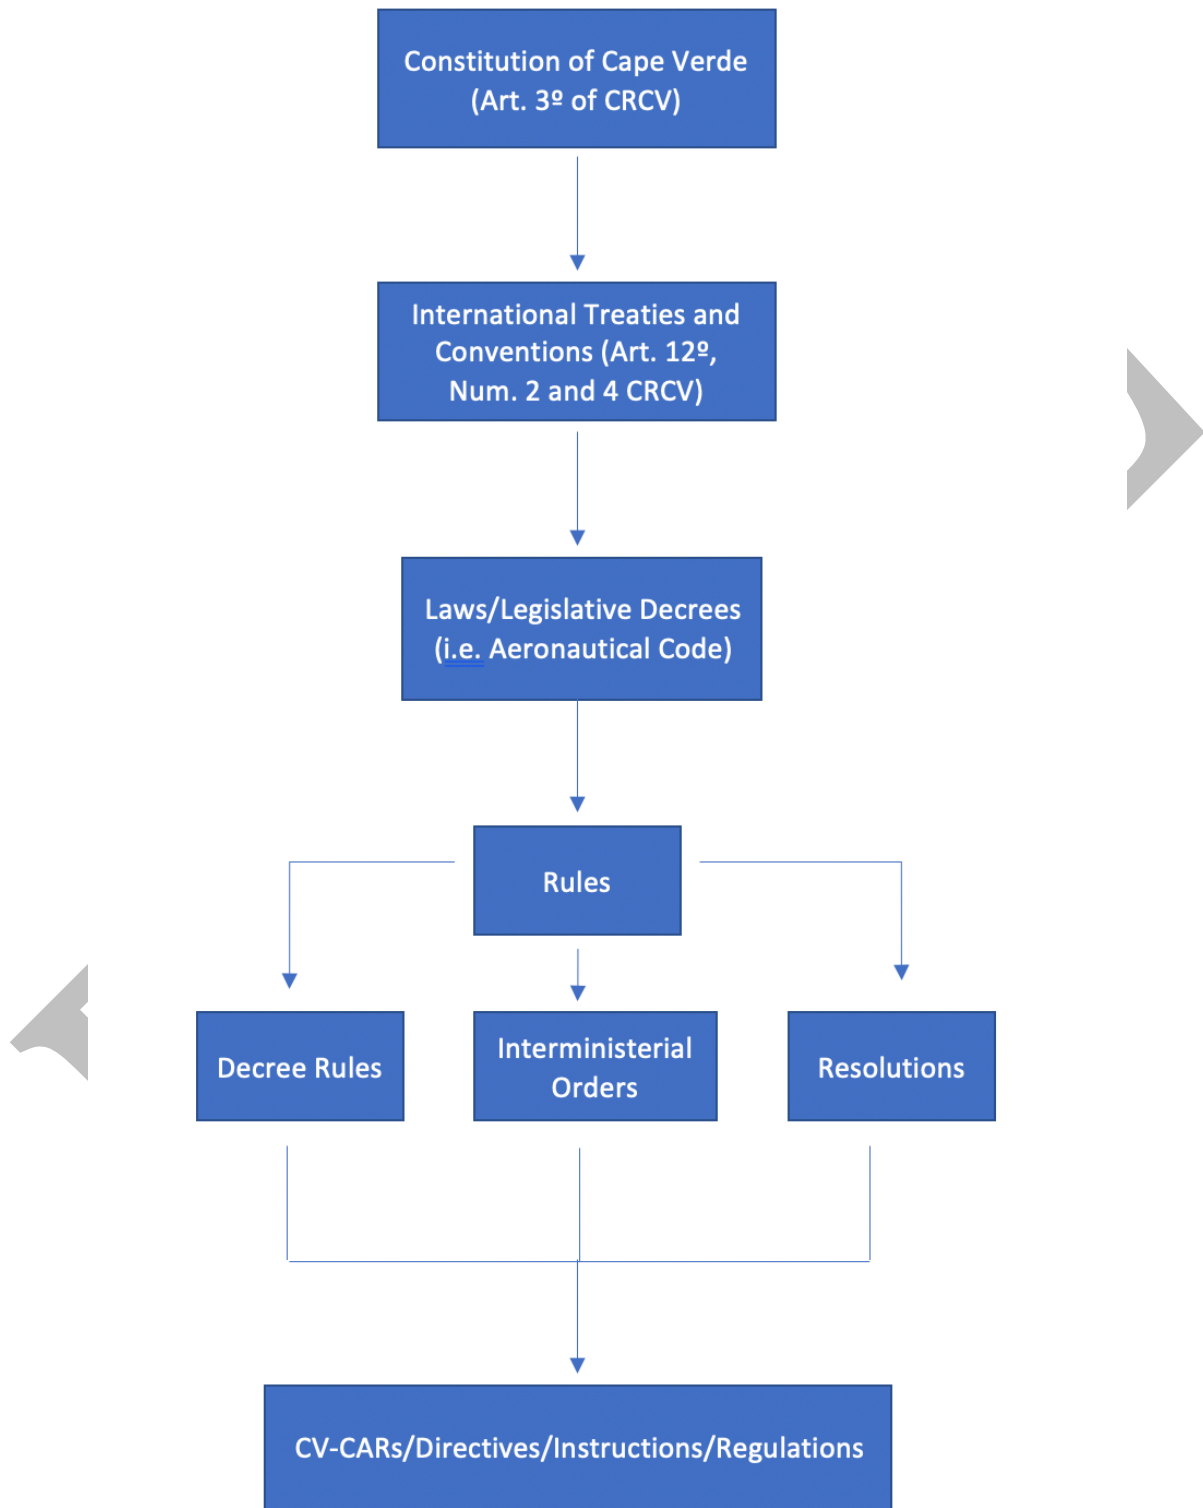 Constitution of Cape Verde
(Art. 3º of CRCV)
International Treaties and
Conventions (Art. 12º,
Num. 2 and 4 CRCV)
Laws/Legislative Decrees
(i.e. Aeronautical Code)
Rules
Decree Rules
Interministerial
Orders
Resolutions
CV-CARs/Directives/Instructions/Regulations